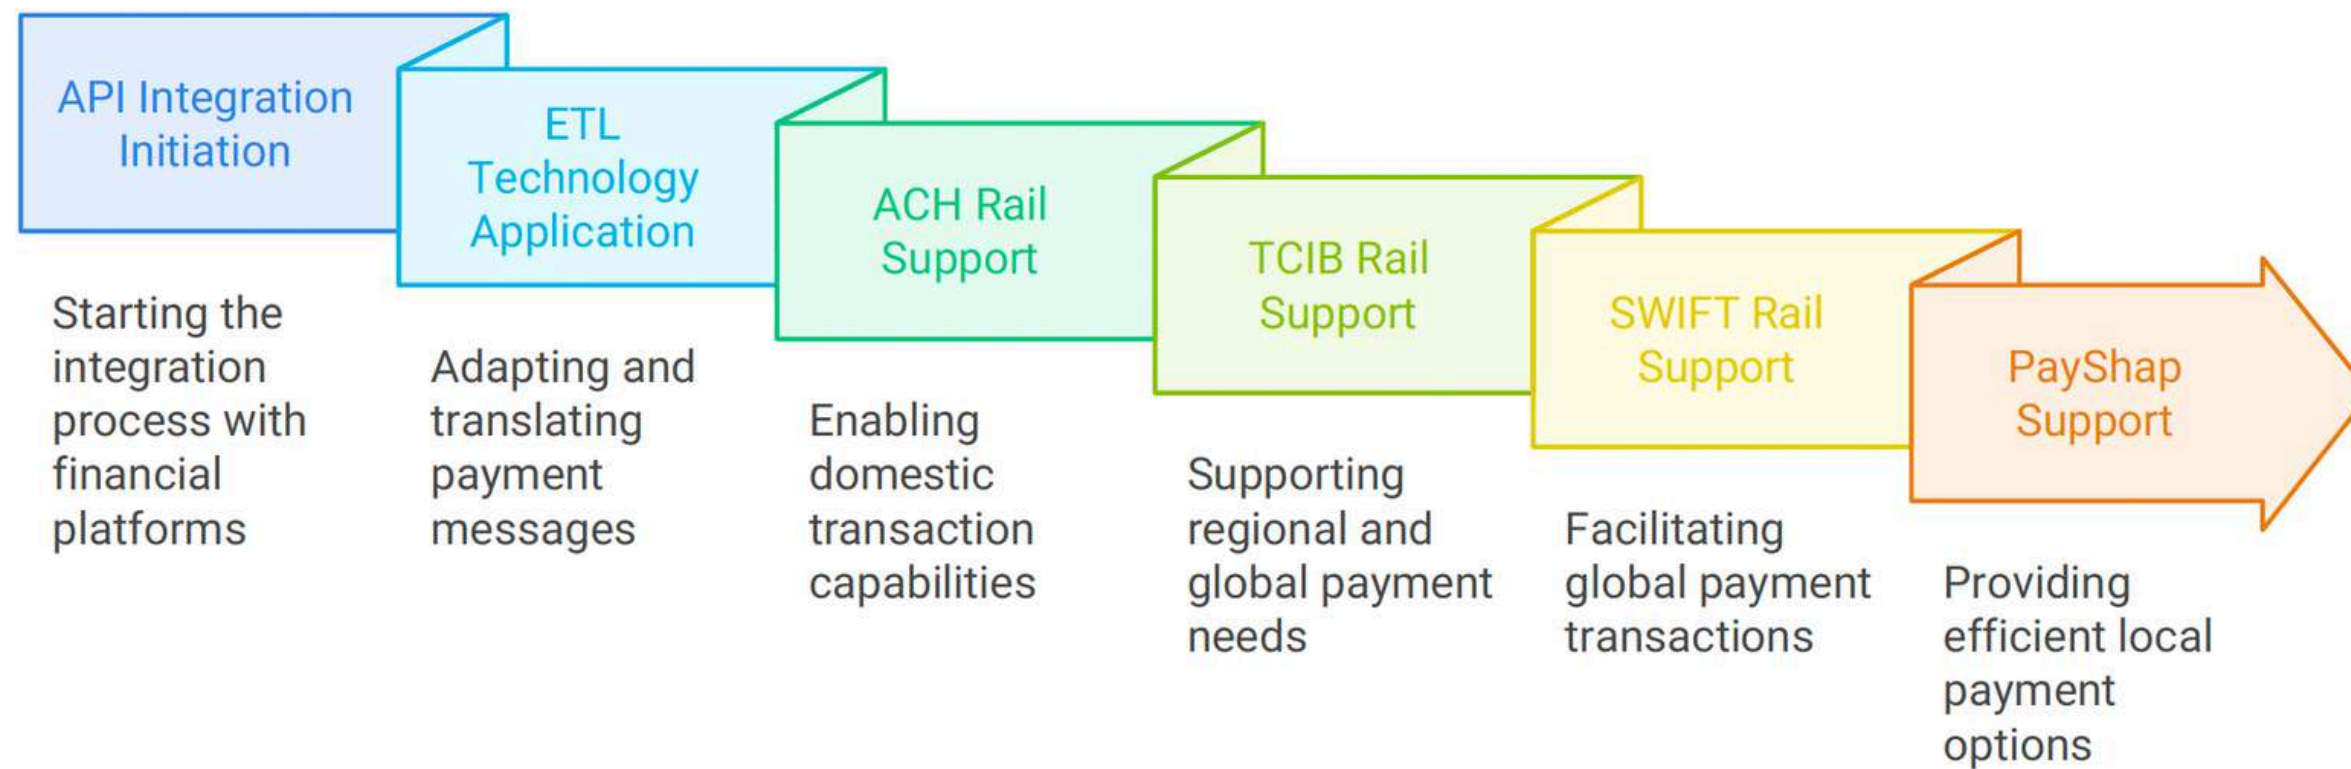 API Integration
Initiation
Starting the
integration
process with
financial
platforms
ETL
Technology
Application
Adapting and
translating
payment
messages
ACH Rail
Support
Enabling
domestic
transaction
capabilities
TCIB Rail
Support
Supporting
regional and
global payment
needs
SWIFT Rail
Support
Facilitating
global payment
transactions
PayShap
Support
Providing
efficient local
payment
options